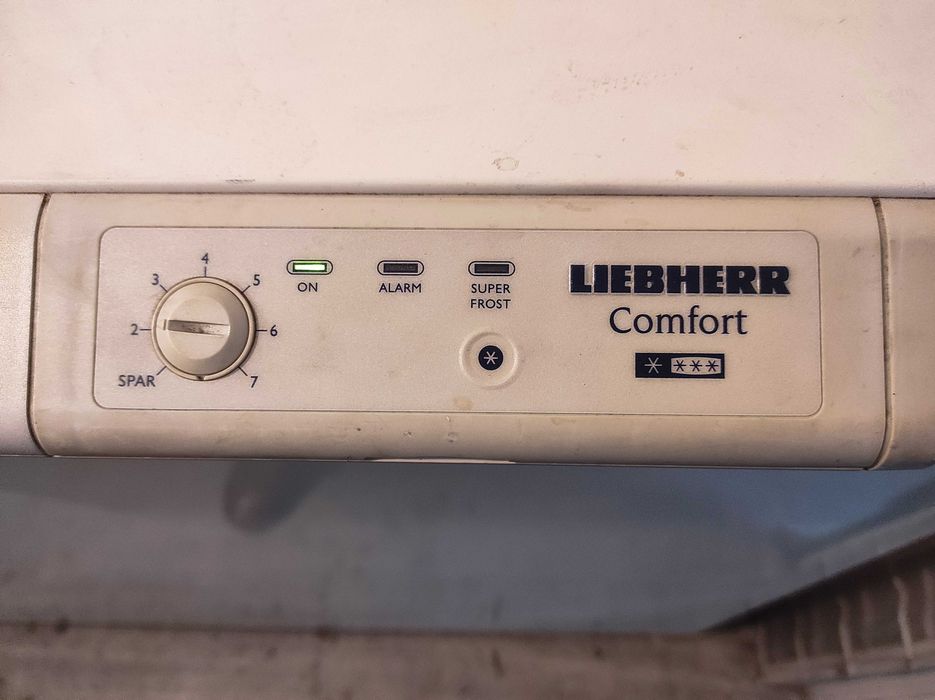 SPAR
2
3
4
5
6
7
ON
ALARM
SUPER
FROST
LIEBHERR
Comfort